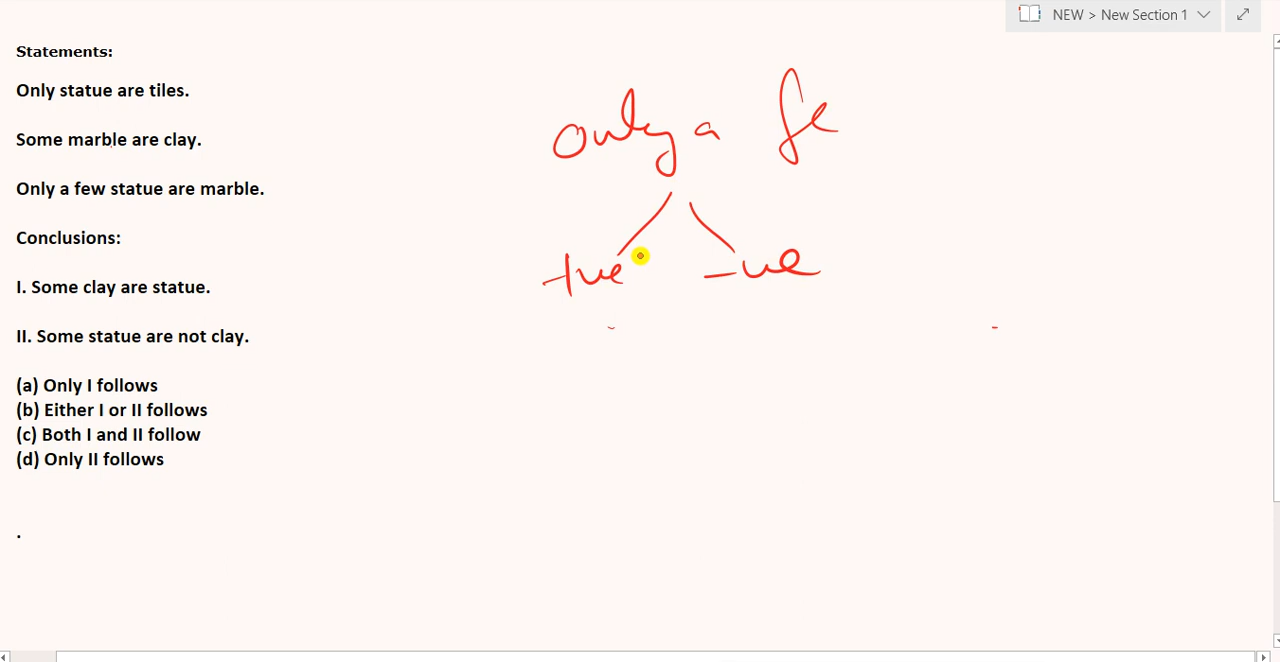 NEW > New Section 1
Statements:
Only statue are tiles.
Some marble are clay.
Only a few statue are marble.
Conclusions:
I. Some clay are statue.
II. Some statue are not clay.
(a) Only I follows
(b) Either I or II follows
(c) Both I and II follow
(d) Only II follows
.
Only a fe
+ve -ve